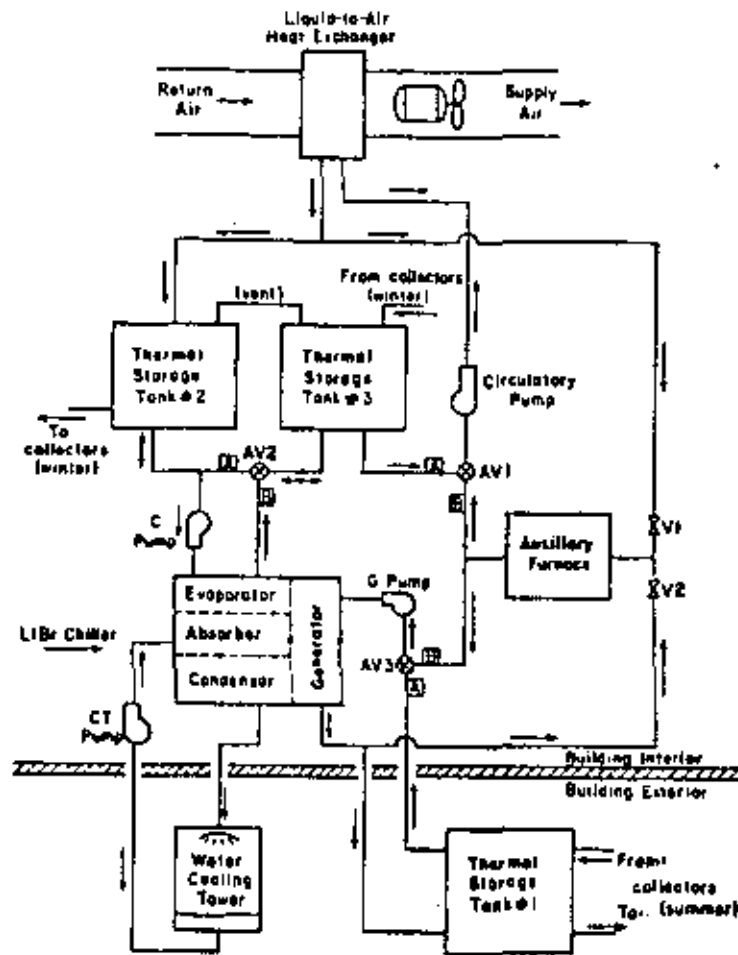 Liquid-to-Air
Heat Exchanger
Return
Air
Supply
Air
(vent)
From collectors
(winter)
Thermal
Storage
Tank #2
Thermal
Storage
Tank #3
Circulatory
Pump
To
collectors
(winter)
A
AV2
B
A
AV1
B
C
Pump
Auxiliary
Furnace
V1
V2
Evaporator
Absorber
Condensor
Generator
G Pump
LiBr Chiller
AV3
B
A
CT
Pump
Building Interior
Building Exterior
Water
Cooling
Tower
Thermal
Storage
Tank #1
From
collectors
To (summer)